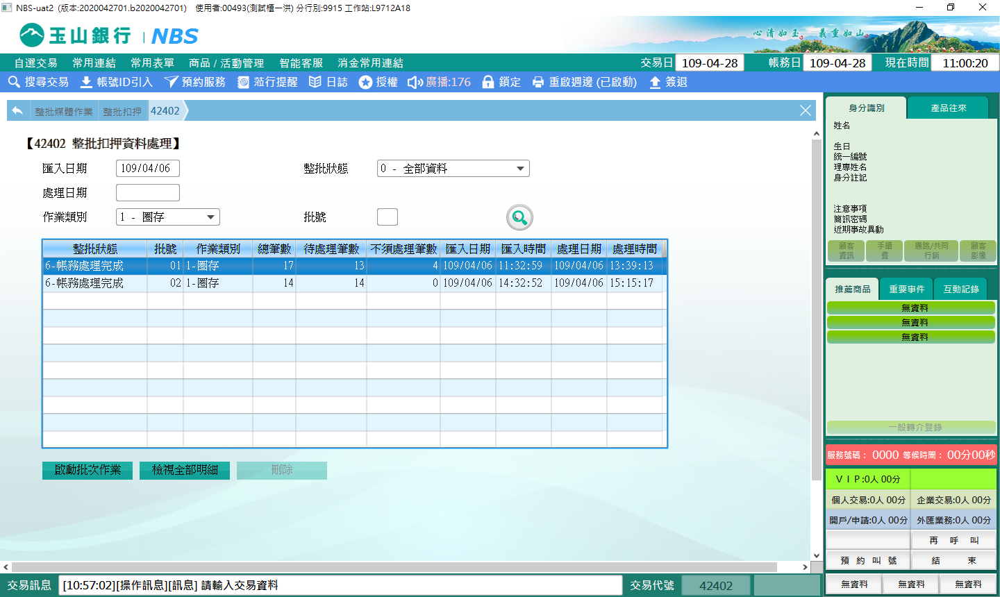 NBS-uat2 (版本:2020042701.b2020042701) 使用者:00493(測試櫃一洪) 分行別:9915 工作站:L9712A18
玉山銀行 NBS
心清如玉。義重如山。
自選交易 常用連結 常用表單 商品 / 活動管理 智能客服 消金常用連結 交易日 109-04-28 帳務日 109-04-28 現在時間 11:00:20
搜尋交易 帳號ID引入 預約服務 蒞行提醒 日誌 授權 廣播:176 鎖定 重啟週邊 (已啟動) 簽退
整批媒體作業 整批扣押 42402
【42402 整批扣押資料處理】
匯入日期 109/04/06 整批狀態 0 - 全部資料
處理日期
作業類別 1 - 圈存 批號
整批狀態 批號 作業類別 總筆數 待處理筆數 不須處理筆數 匯入日期 匯入時間 處理日期 處理時間
6-帳務處理完成 01 1-圈存 17 13 4 109/04/06 11:32:59 109/04/06 13:39:13
6-帳務處理完成 02 1-圈存 14 14 0 109/04/06 14:32:52 109/04/06 15:15:17
啟動批次作業 檢視全部明細 刪除
身分識別 產品往來
姓名
生日
統一編號
理專姓名
身分註記
注意事項
簡訊密碼
近期事故異動
顧客資訊 手續費 通路/共同行銷 顧客影像
推薦商品 重要事件 互動記錄
無資料
無資料
無資料
一般轉介登錄
服務號碼： 0000 等候時間： 00分00秒
ＶＩＰ:0人 00分
個人交易:0人 00分 企業交易:0人 00分
開戶/申請:0人 00分 外匯業務:0人 00分
再 呼 叫
預 約 叫 號 結 束
無資料 無資料 無資料
交易訊息 [10:57:02][操作訊息][訊息] 請輸入交易資料 交易代號 42402